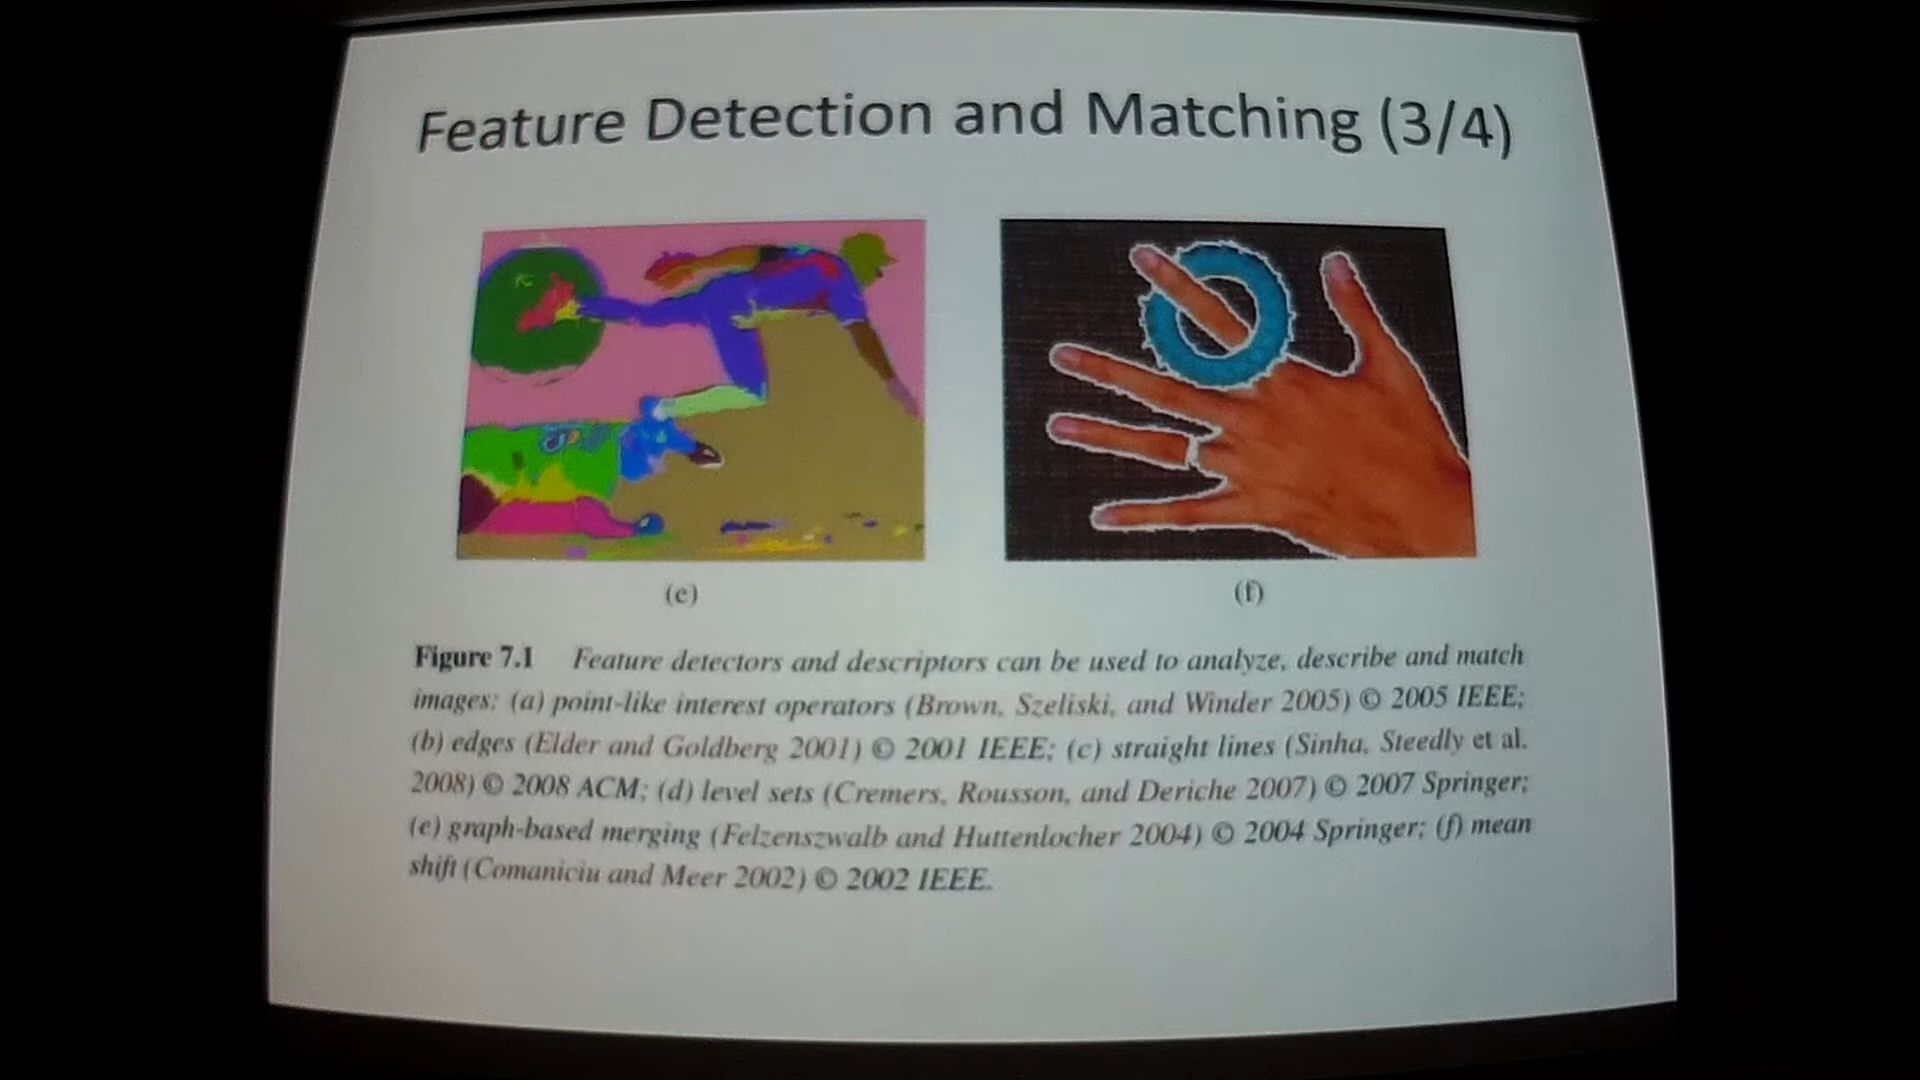 Feature Detection and Matching (3/4)
(e)
(f)
Figure 7.1 Feature detectors and descriptors can be used to analyze, describe and match
images: (a) point-like interest operators (Brown, Szeliski, and Winder 2005) © 2005 IEEE;
(b) edges (Elder and Goldberg 2001) © 2001 IEEE; (c) straight lines (Sinha, Steedly et al.
2008) © 2008 ACM; (d) level sets (Cremers, Rousson, and Deriche 2007) © 2007 Springer;
(e) graph-based merging (Felzenszwalb and Huttenlocher 2004) © 2004 Springer; (f) mean
shift (Comaniciu and Meer 2002) © 2002 IEEE.